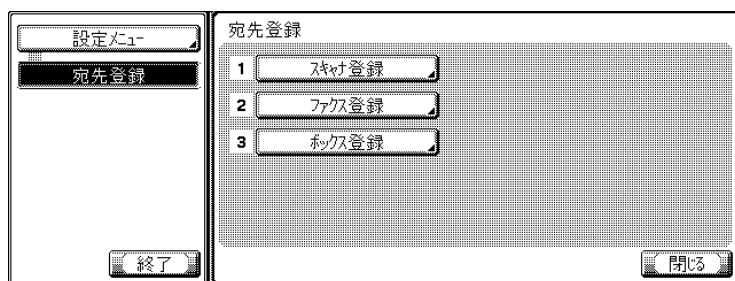 設定ﾒﾆｭｰ
宛先登録
終了
宛先登録
1 ｽｷｬﾅ登録
2 ﾌｧｸｽ登録
3 ﾎﾞｯｸｽ登録
閉じる